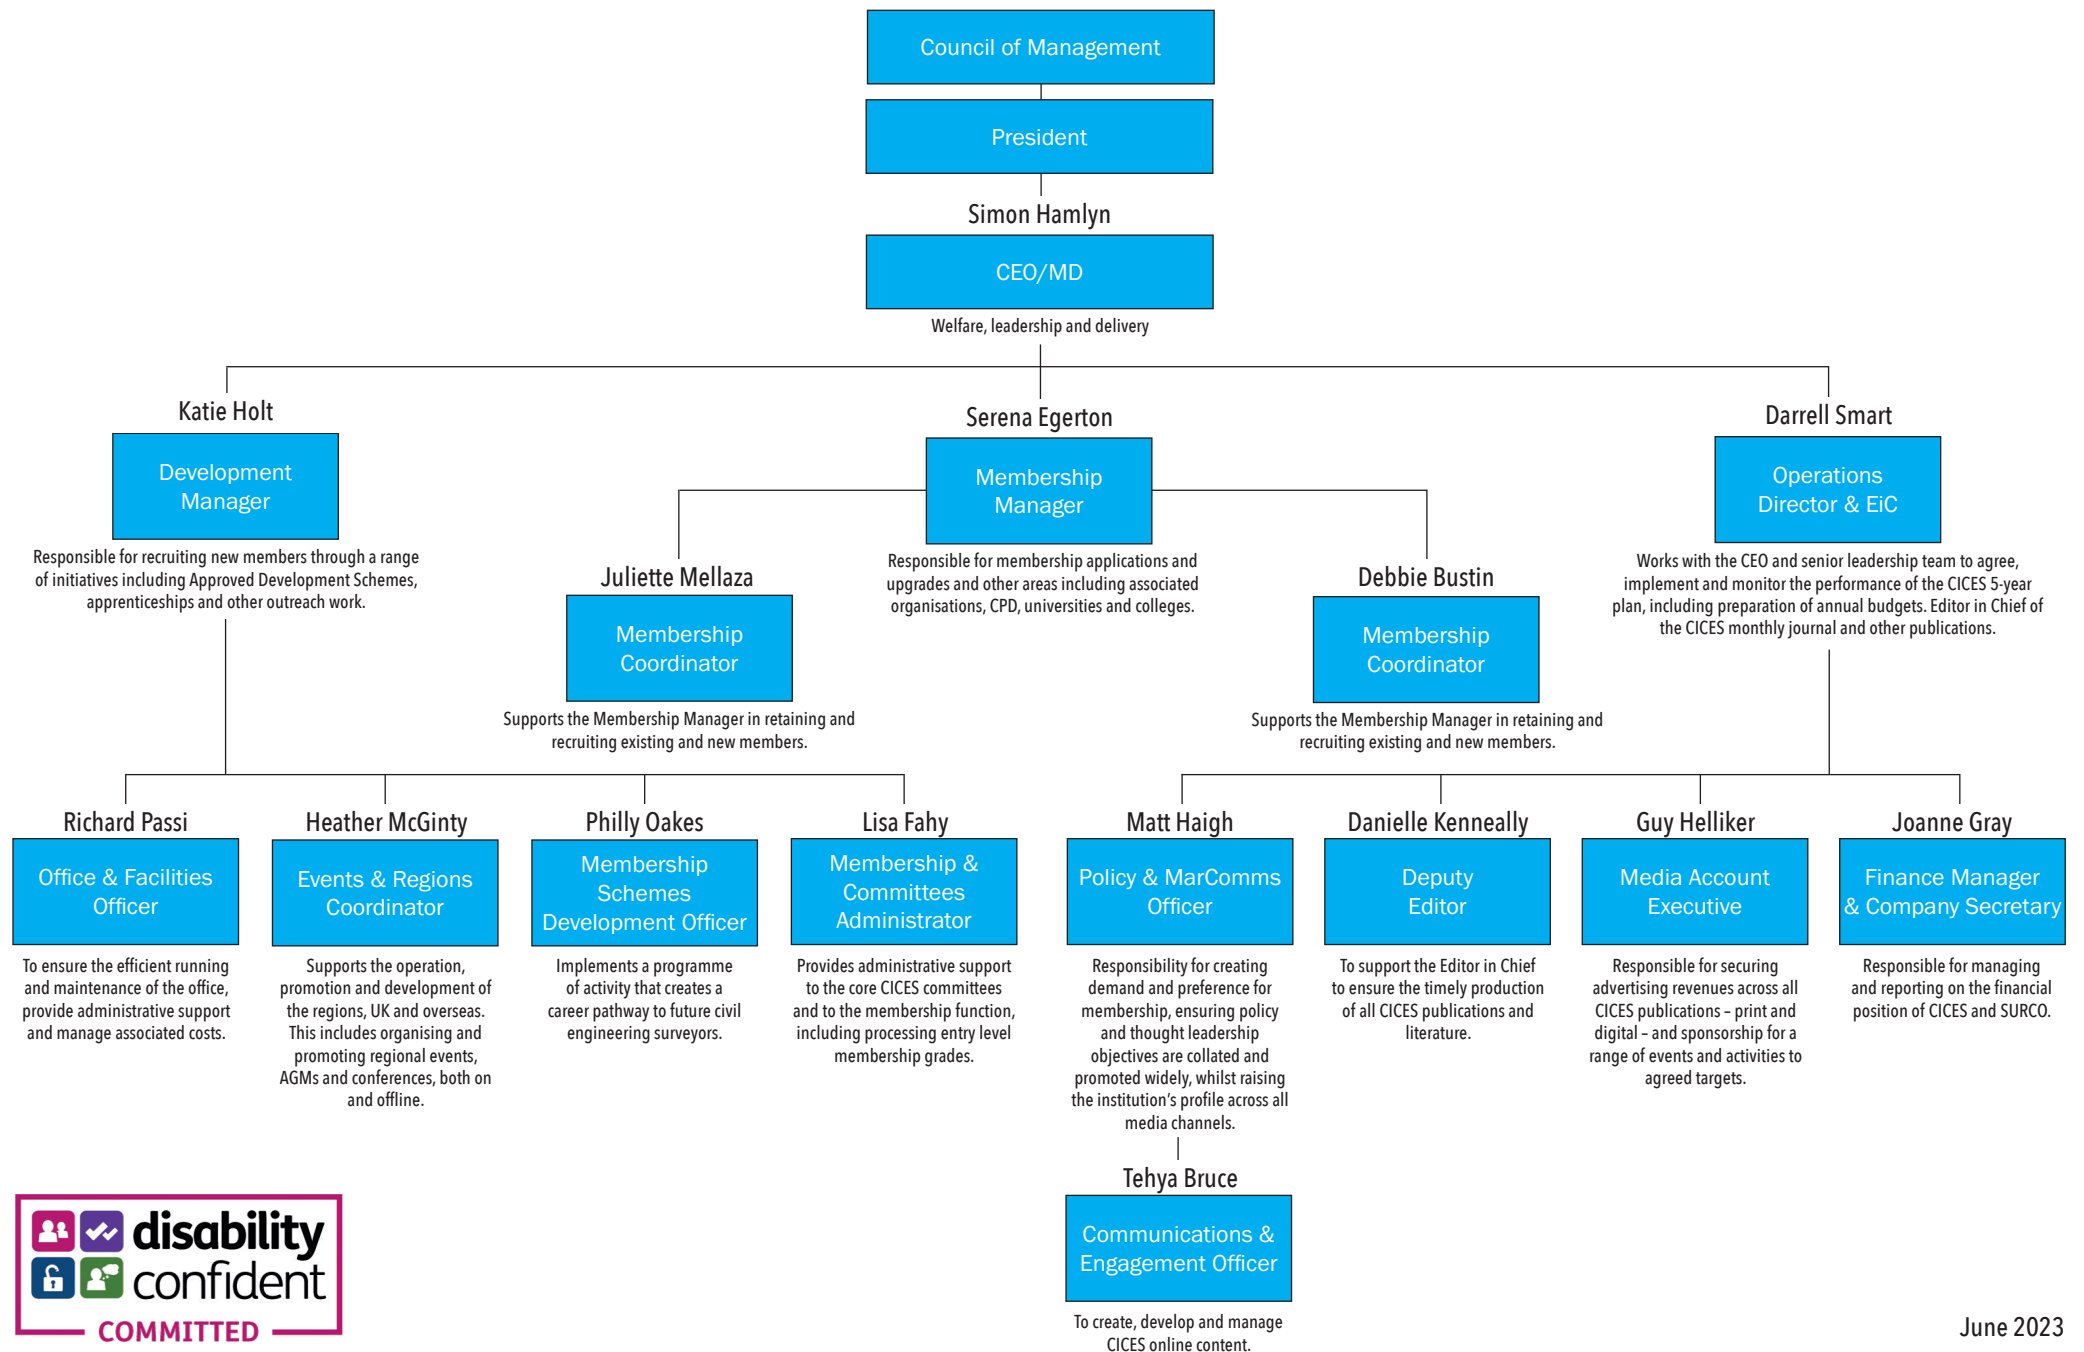 Council of Management
President
Simon Hamlyn
CEO/MD
Welfare, leadership and delivery
Katie Holt
Development
Manager
Responsible for recruiting new members through a range
of initiatives including Approved Development Schemes,
apprenticeships and other outreach work.
Serena Egerton
Membership
Manager
Responsible for membership applications and
upgrades and other areas including associated
organisations, CPD, universities and colleges.
Darrell Smart
Operations
Director & EiC
Works with the CEO and senior leadership team to agree,
implement and monitor the performance of the CICES 5-year
plan, including preparation of annual budgets. Editor in Chief of
the CICES monthly journal and other publications.
Juliette Mellaza
Membership
Coordinator
Supports the Membership Manager in retaining and
recruiting existing and new members.
Debbie Bustin
Membership
Coordinator
Supports the Membership Manager in retaining and
recruiting existing and new members.
Richard Passi
Office & Facilities
Officer
To ensure the efficient running
and maintenance of the office,
provide administrative support
and manage associated costs.
Heather McGinty
Events & Regions
Coordinator
Supports the operation,
promotion and development of
the regions, UK and overseas.
This includes organising and
promoting regional events,
AGMs and conferences, both on
and offline.
Philly Oakes
Membership
Schemes
Development Officer
Implements a programme
of activity that creates a
career pathway to future civil
engineering surveyors.
Lisa Fahy
Membership &
Committees
Administrator
Provides administrative support
to the core CICES committees
and to the membership function,
including processing entry level
membership grades.
Matt Haigh
Policy & MarComms
Officer
Responsibility for creating
demand and preference for
membership, ensuring policy
and thought leadership
objectives are collated and
promoted widely, whilst raising
the institution's profile across all
media channels.
Danielle Kenneally
Deputy
Editor
To support the Editor in Chief
to ensure the timely production
of all CICES publications and
literature.
Guy Helliker
Media Account
Executive
Responsible for securing
advertising revenues across all
CICES publications – print and
digital – and sponsorship for a
range of events and activities to
agreed targets.
Joanne Gray
Finance Manager
& Company Secretary
Responsible for managing
and reporting on the financial
position of CICES and SURCO.
Tehya Bruce
Communications &
Engagement Officer
To create, develop and manage
CICES online content.
disability
confident
COMMITTED
June 2023